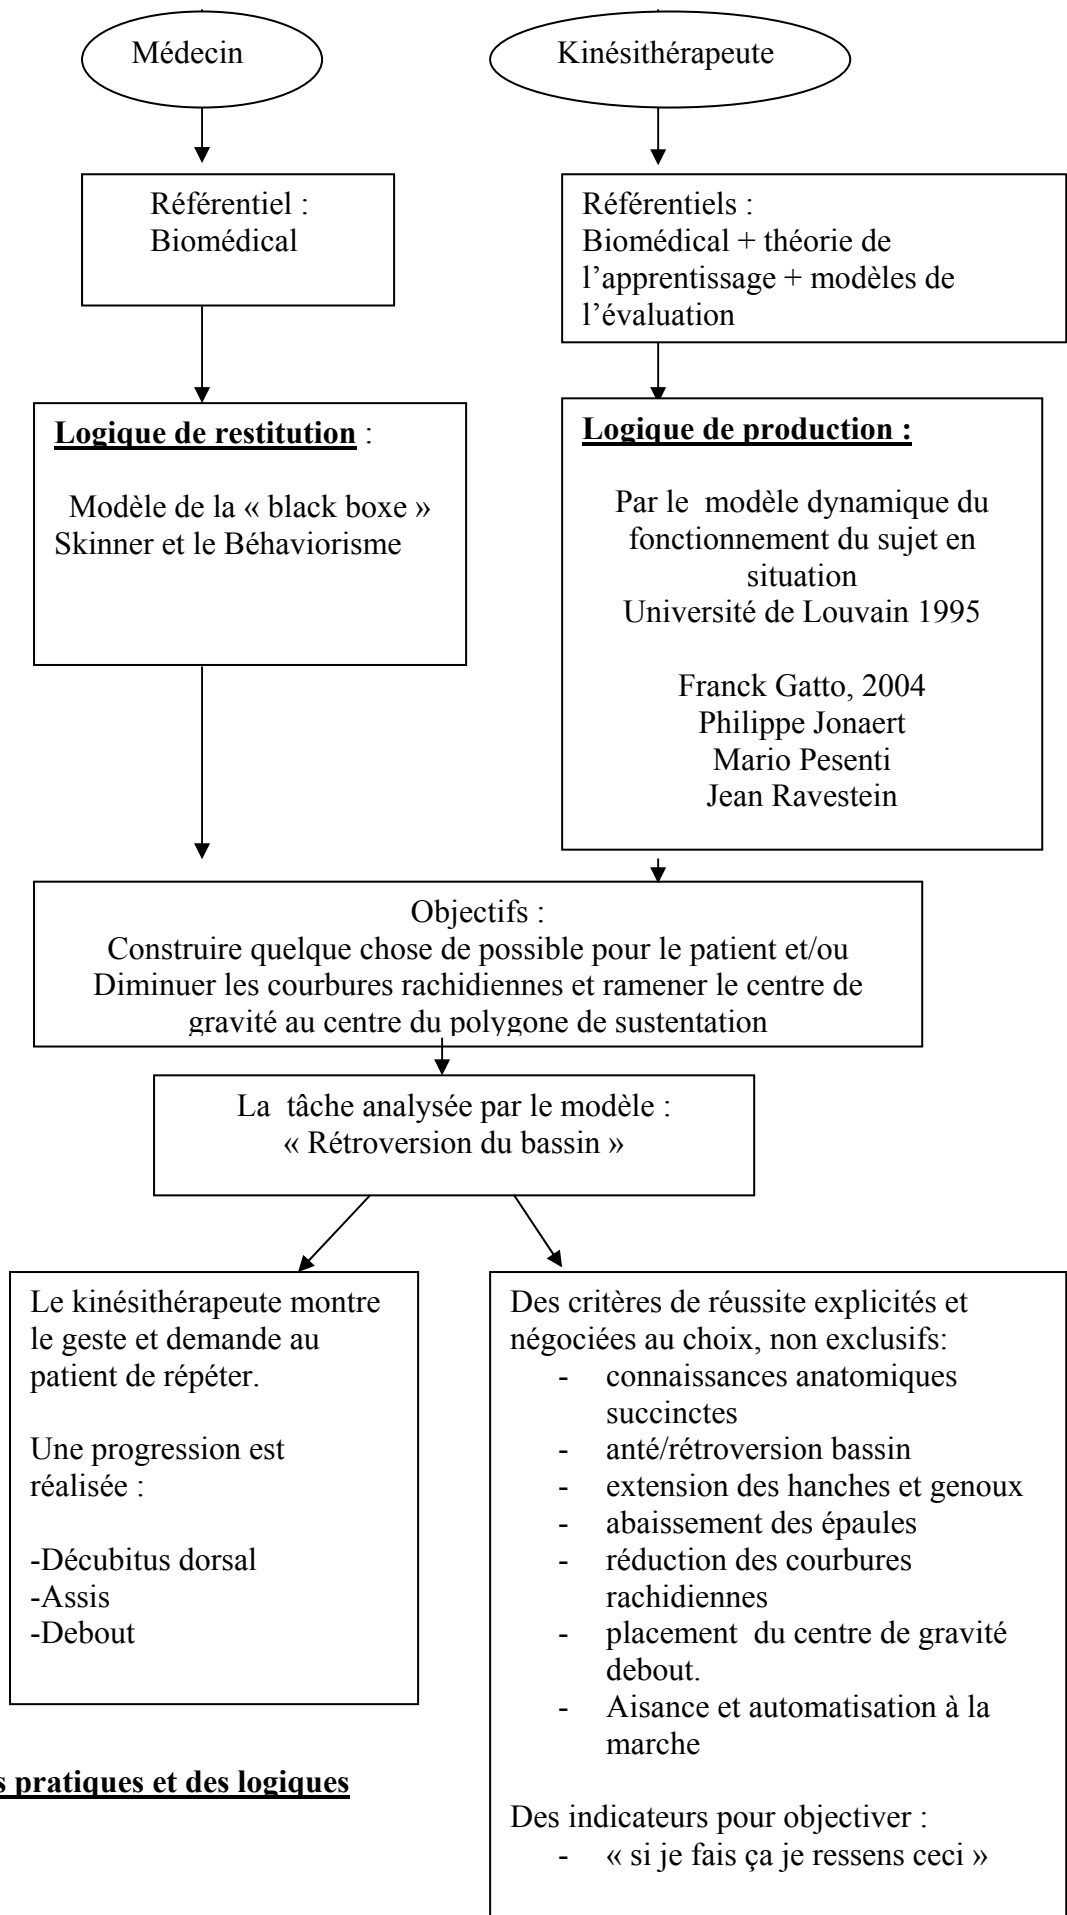 Médecin
Kinésithérapeute
Référentiel :
Biomédical
Référentiels :
Biomédical + théorie de
l’apprentissage + modèles de
l’évaluation
Logique de restitution :
Modèle de la « black boxe »
Skinner et le Béhaviorisme
Logique de production :
Par le modèle dynamique du
fonctionnement du sujet en
situation
Université de Louvain 1995
Franck Gatto, 2004
Philippe Jonaert
Mario Pesenti
Jean Ravestein
Objectifs :
Construire quelque chose de possible pour le patient et/ou
Diminuer les courbures rachidiennes et ramener le centre de
gravité au centre du polygone de sustentation
La tâche analysée par le modèle :
« Rétroversion du bassin »
Le kinésithérapeute montre
le geste et demande au
patient de répéter.
Une progression est
réalisée :
-Décubitus dorsal
-Assis
-Debout
Des critères de réussite explicités et
négociées au choix, non exclusifs:
- connaissances anatomiques
succinctes
- anté/rétroversion bassin
- extension des hanches et genoux
- abaissement des épaules
- réduction des courbures
rachidiennes
- placement du centre de gravité
debout.
- Aisance et automatisation à la
marche
Des indicateurs pour objectiver :
- « si je fais ça je ressens ceci »
s pratiques et des logiques